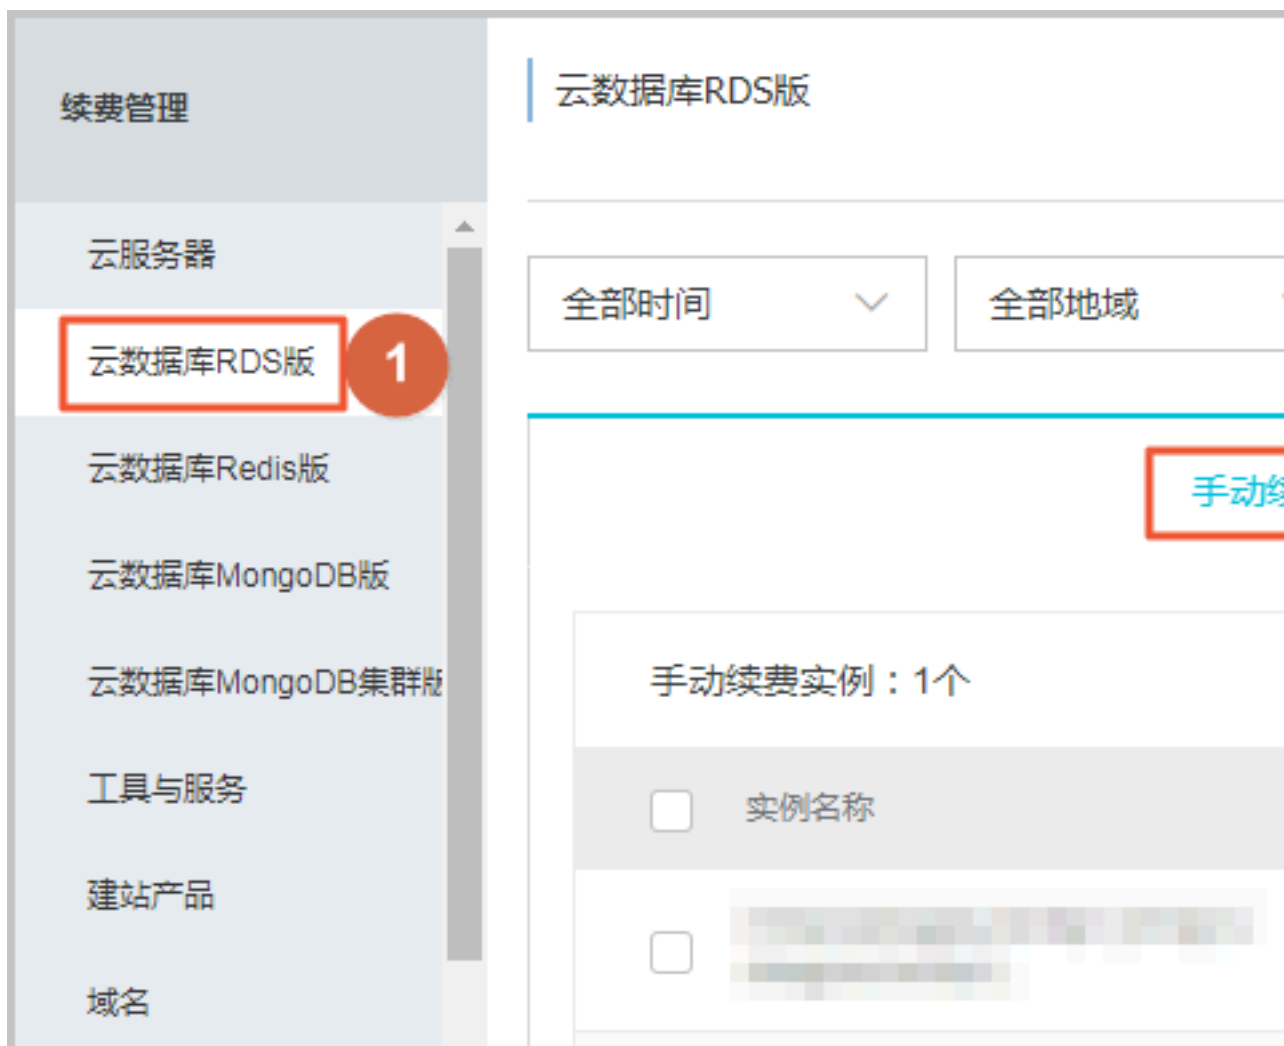 续费管理
云服务器
云数据库RDS版
1
云数据库Redis版
云数据库MongoDB版
云数据库MongoDB集群版
工具与服务
建站产品
域名
云数据库RDS版
全部时间
全部地域
手动续
手动续费实例：1个
实例名称